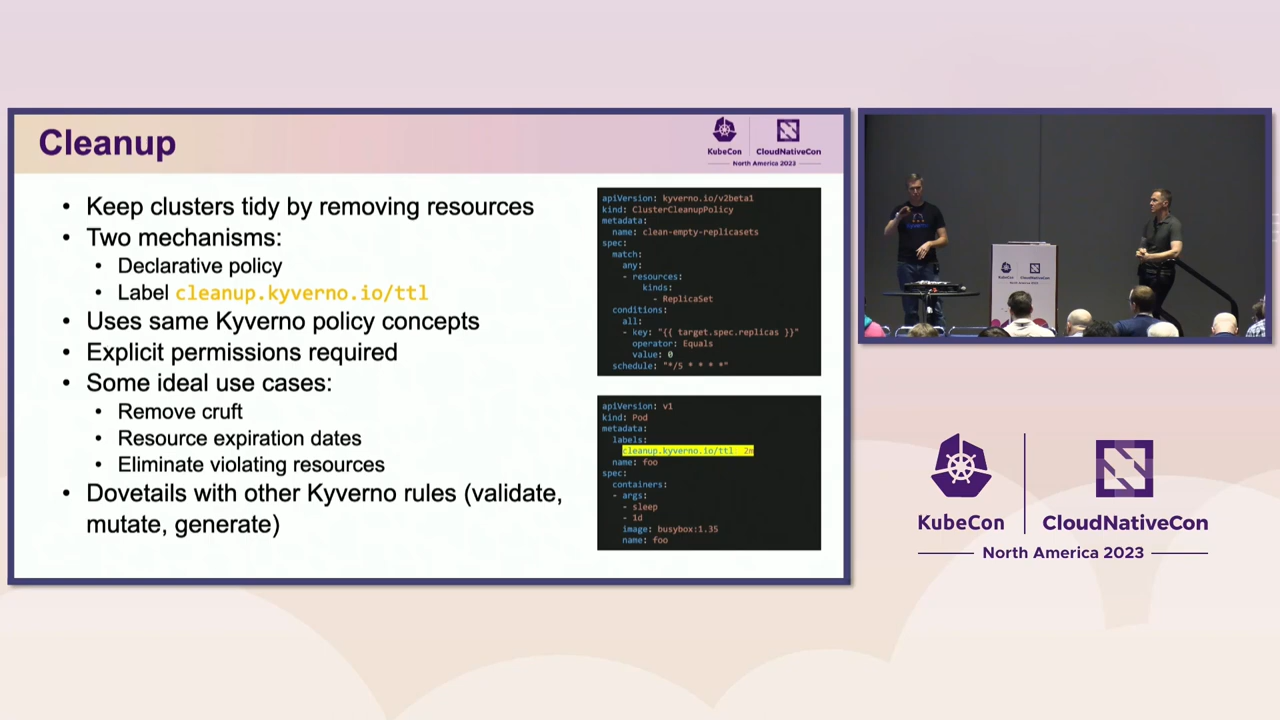 Cleanup
KubeCon
CloudNativeCon
North America 2023
• Keep clusters tidy by removing resources
• Two mechanisms:
• Declarative policy
• Label cleanup.kyverno.io/ttl
• Uses same Kyverno policy concepts
• Explicit permissions required
• Some ideal use cases:
• Remove cruft
• Resource expiration dates
• Eliminate violating resources
• Dovetails with other Kyverno rules (validate,
mutate, generate)
apiVersion: kyverno.io/v2beta1
kind: ClusterCleanupPolicy
metadata:
  name: clean-empty-replicasets
spec:
  match:
    any:
    - resources:
        kinds:
          - ReplicaSet
  conditions:
    all:
    - key: "{{ target.spec.replicas }}"
      operator: Equals
      value: 0
  schedule: "*/5 * * * *"
apiVersion: v1
kind: Pod
metadata:
  labels:
    cleanup.kyverno.io/ttl: 2m
  name: foo
spec:
  containers:
  - args:
    - sleep
    - 1d
    image: busybox:1.35
    name: foo
Kyverno
KubeCon
CloudNativeCon
KubeCon
CloudNativeCon
North America 2023